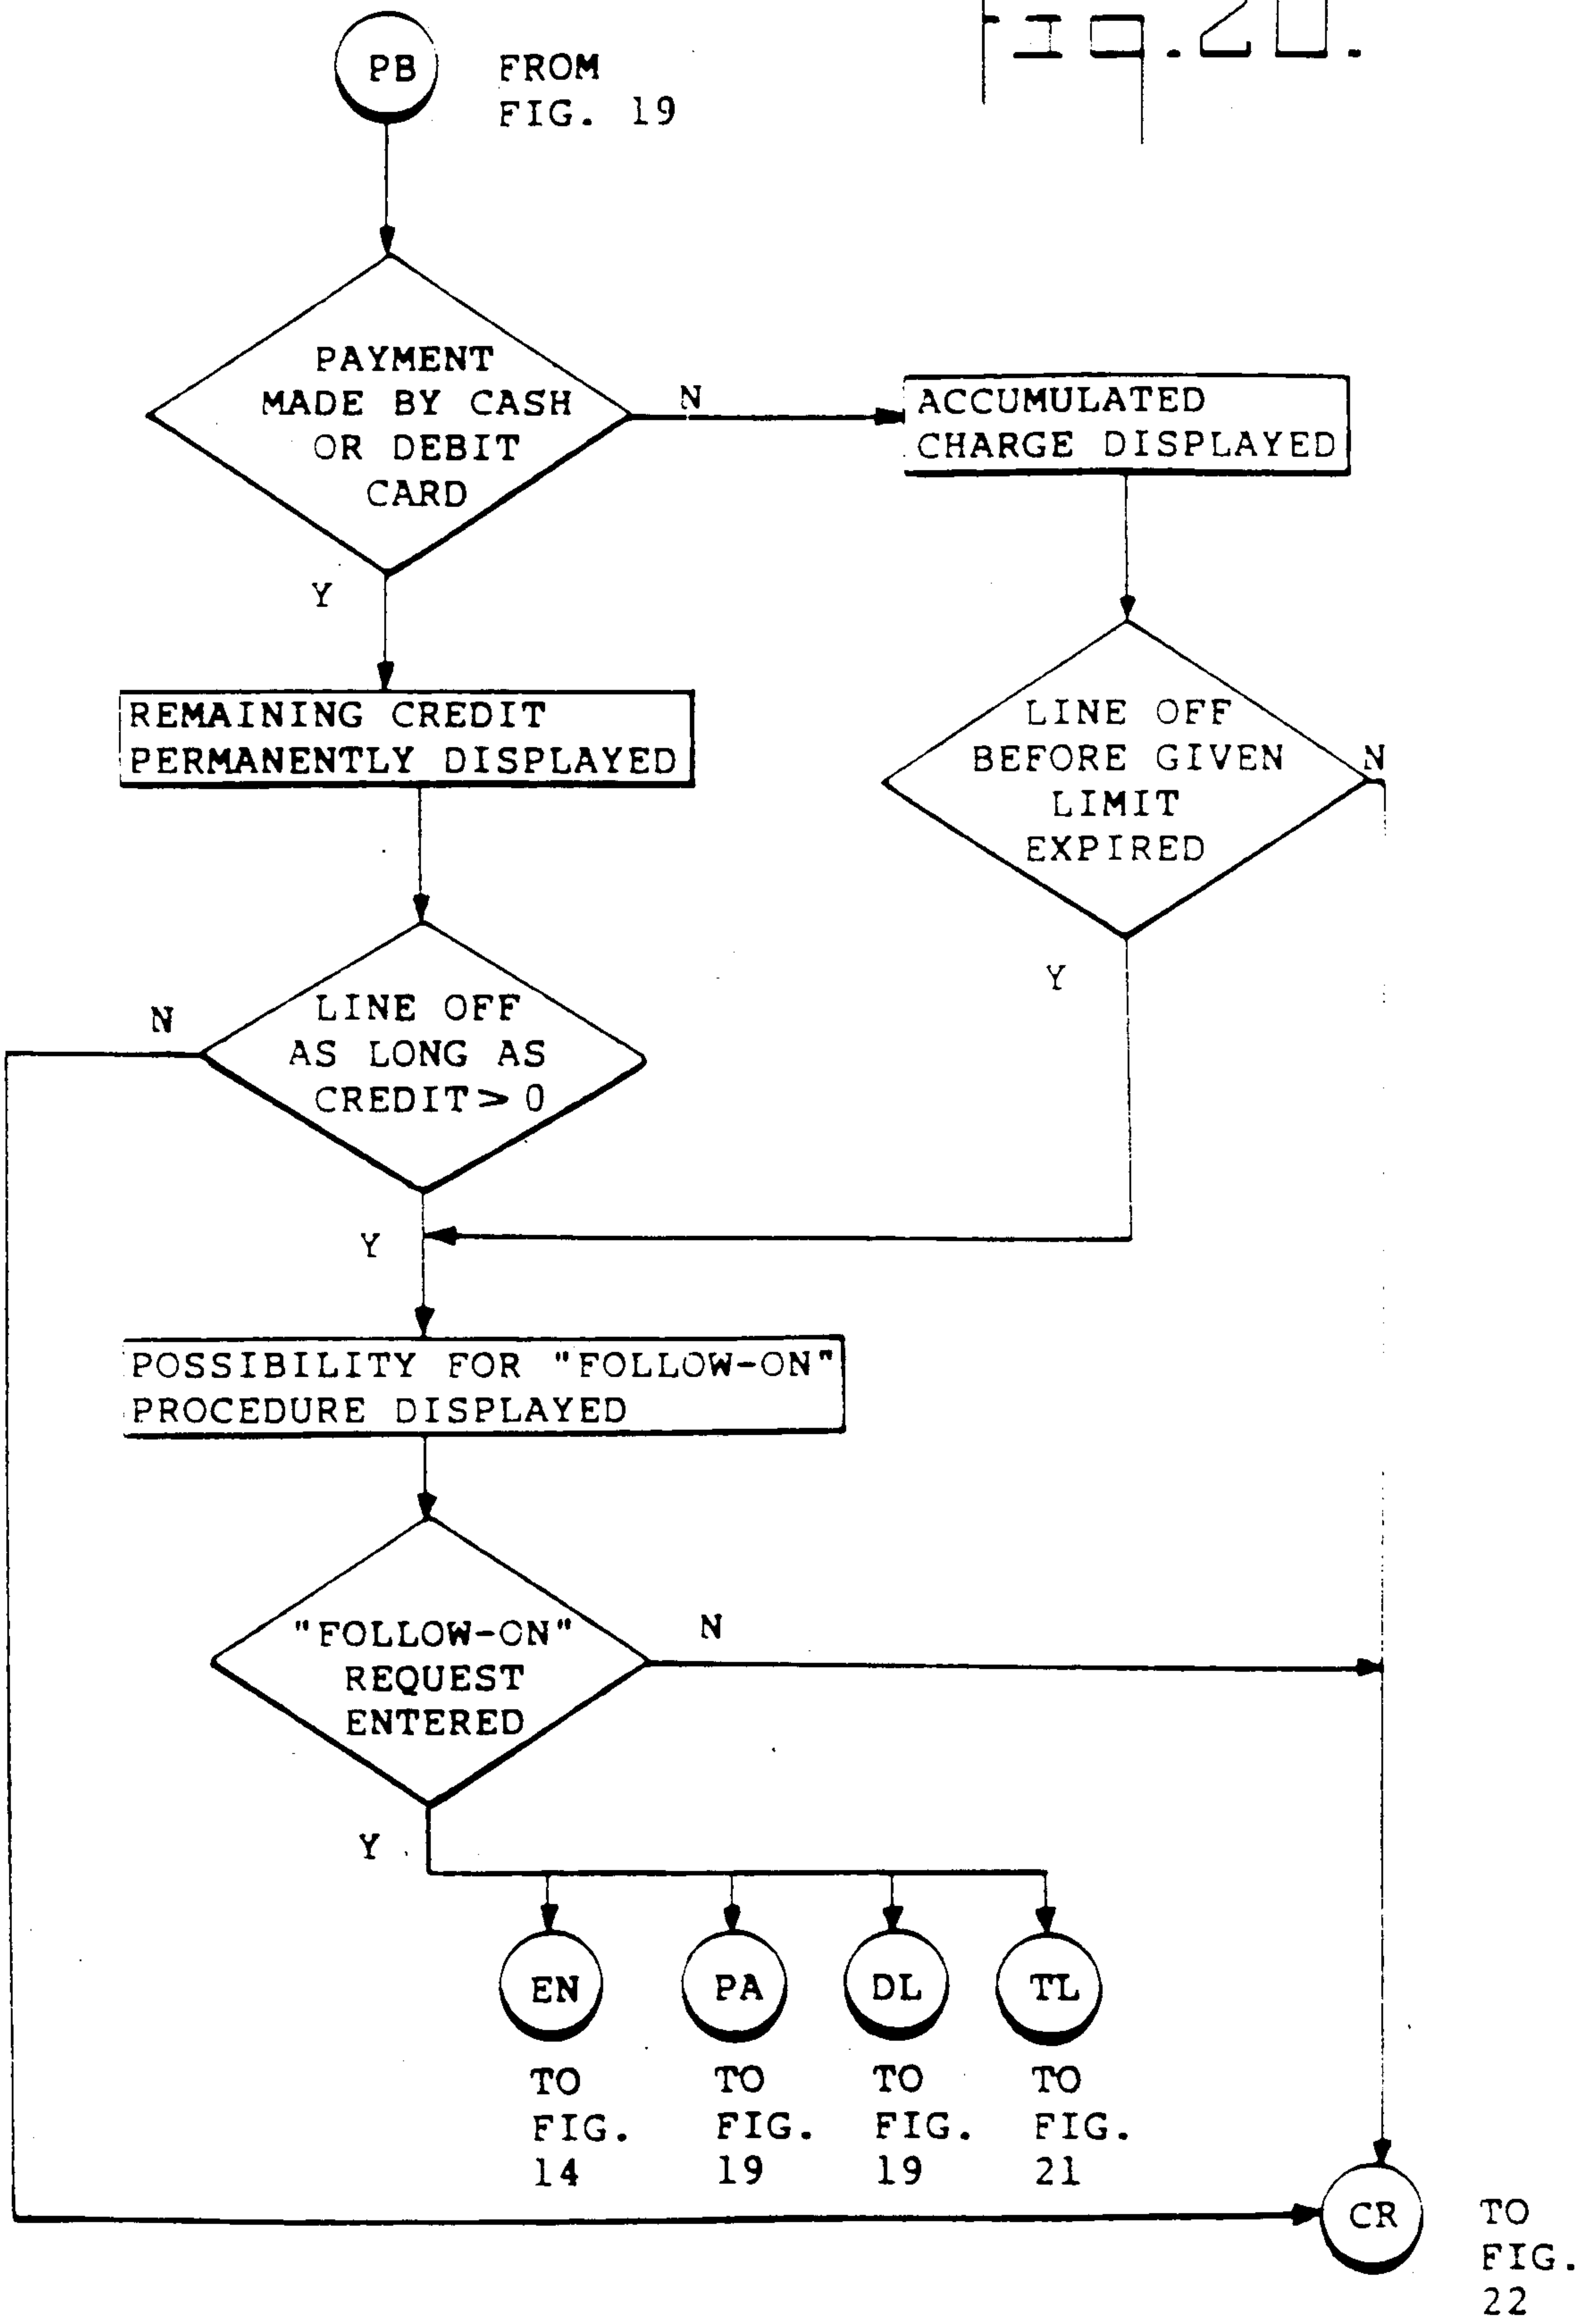 Fig.20.
PB
FROM
FIG. 19
PAYMENT
MADE BY CASH
OR DEBIT
CARD
N
Y
ACCUMULATED
CHARGE DISPLAYED
REMAINING CREDIT
PERMANENTLY DISPLAYED
LINE OFF
BEFORE GIVEN
LIMIT
EXPIRED
N
Y
LINE OFF
AS LONG AS
CREDIT > 0
N
Y
POSSIBILITY FOR "FOLLOW-ON"
PROCEDURE DISPLAYED
"FOLLOW-ON"
REQUEST
ENTERED
N
Y
EN
TO
FIG.
14
PA
TO
FIG.
19
DL
TO
FIG.
19
TL
TO
FIG.
21
CR
TO
FIG.
22